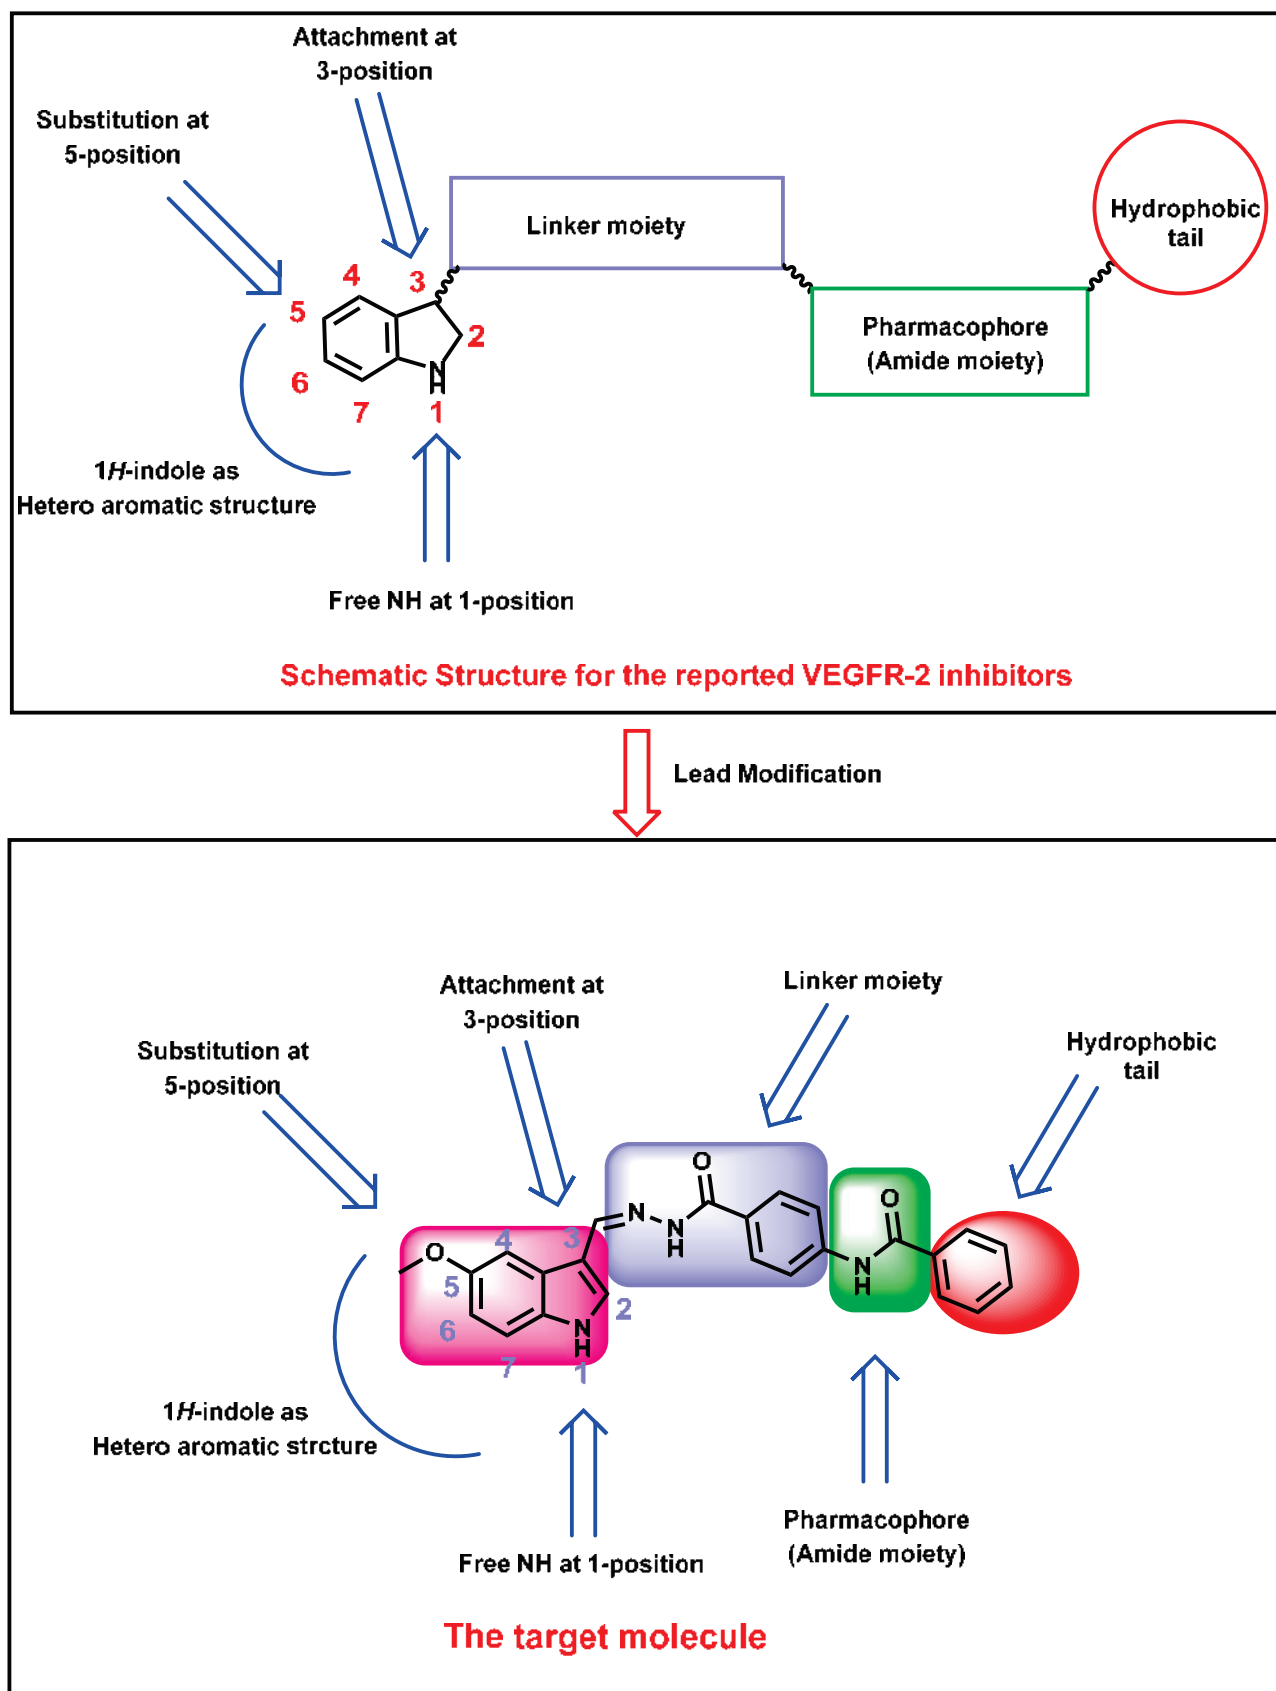 Attachment at
3-position
Substitution at
5-position
Linker moiety
Hydrophobic
tail
4
3
5
2
6
7
N
H
1
Pharmacophore
(Amide moiety)
1H-indole as
Hetero aromatic structure
Free NH at 1-position
Schematic Structure for the reported VEGFR-2 inhibitors
Lead Modification
Attachment at
3-position
Linker moiety
Substitution at
5-position
Hydrophobic
tail
O
N
N
H
O
N
H
O
4
3
5
2
6
7
N
H
1
1H-indole as
Hetero aromatic strcture
Free NH at 1-position
Pharmacophore
(Amide moiety)
The target molecule